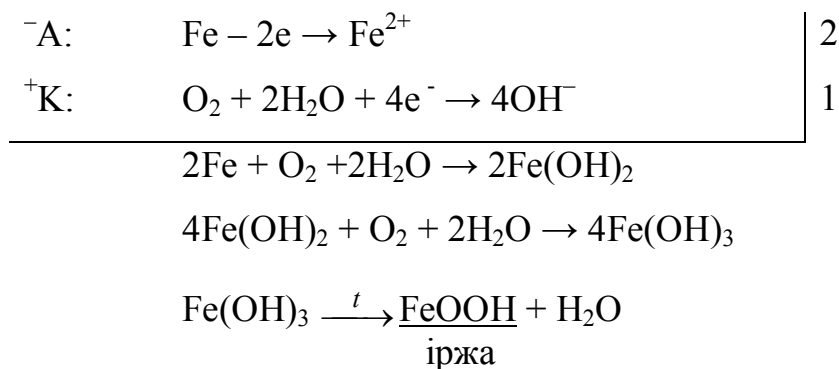 ⁻A: Fe – 2e → Fe²⁺ 2
⁺K: O₂ + 2H₂O + 4e⁻ → 4OH⁻ 1
2Fe + O₂ +2H₂O → 2Fe(OH)₂
4Fe(OH)₂ + O₂ + 2H₂O → 4Fe(OH)₃
Fe(OH)₃ —t→ FeOOH + H₂O
іржа